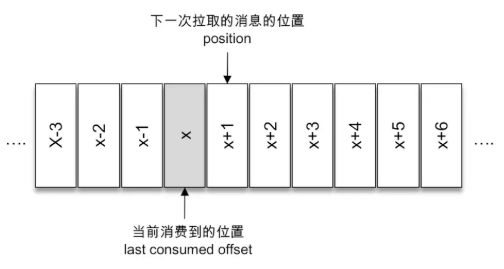 下一次拉取的消息的位置
position
.... X-3 x-2 x-1 x x+1 x+2 x+3 x+4 x+5 x+6 ....
当前消费到的位置
last consumed offset